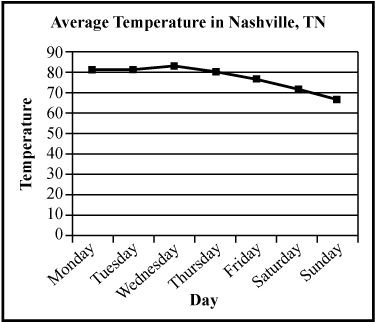 Average Temperature in Nashville, TN
90
80
70
60
50
40
30
20
10
0
Temperature
Monday
Tuesday
Wednesday
Thursday
Friday
Saturday
Sunday
Day